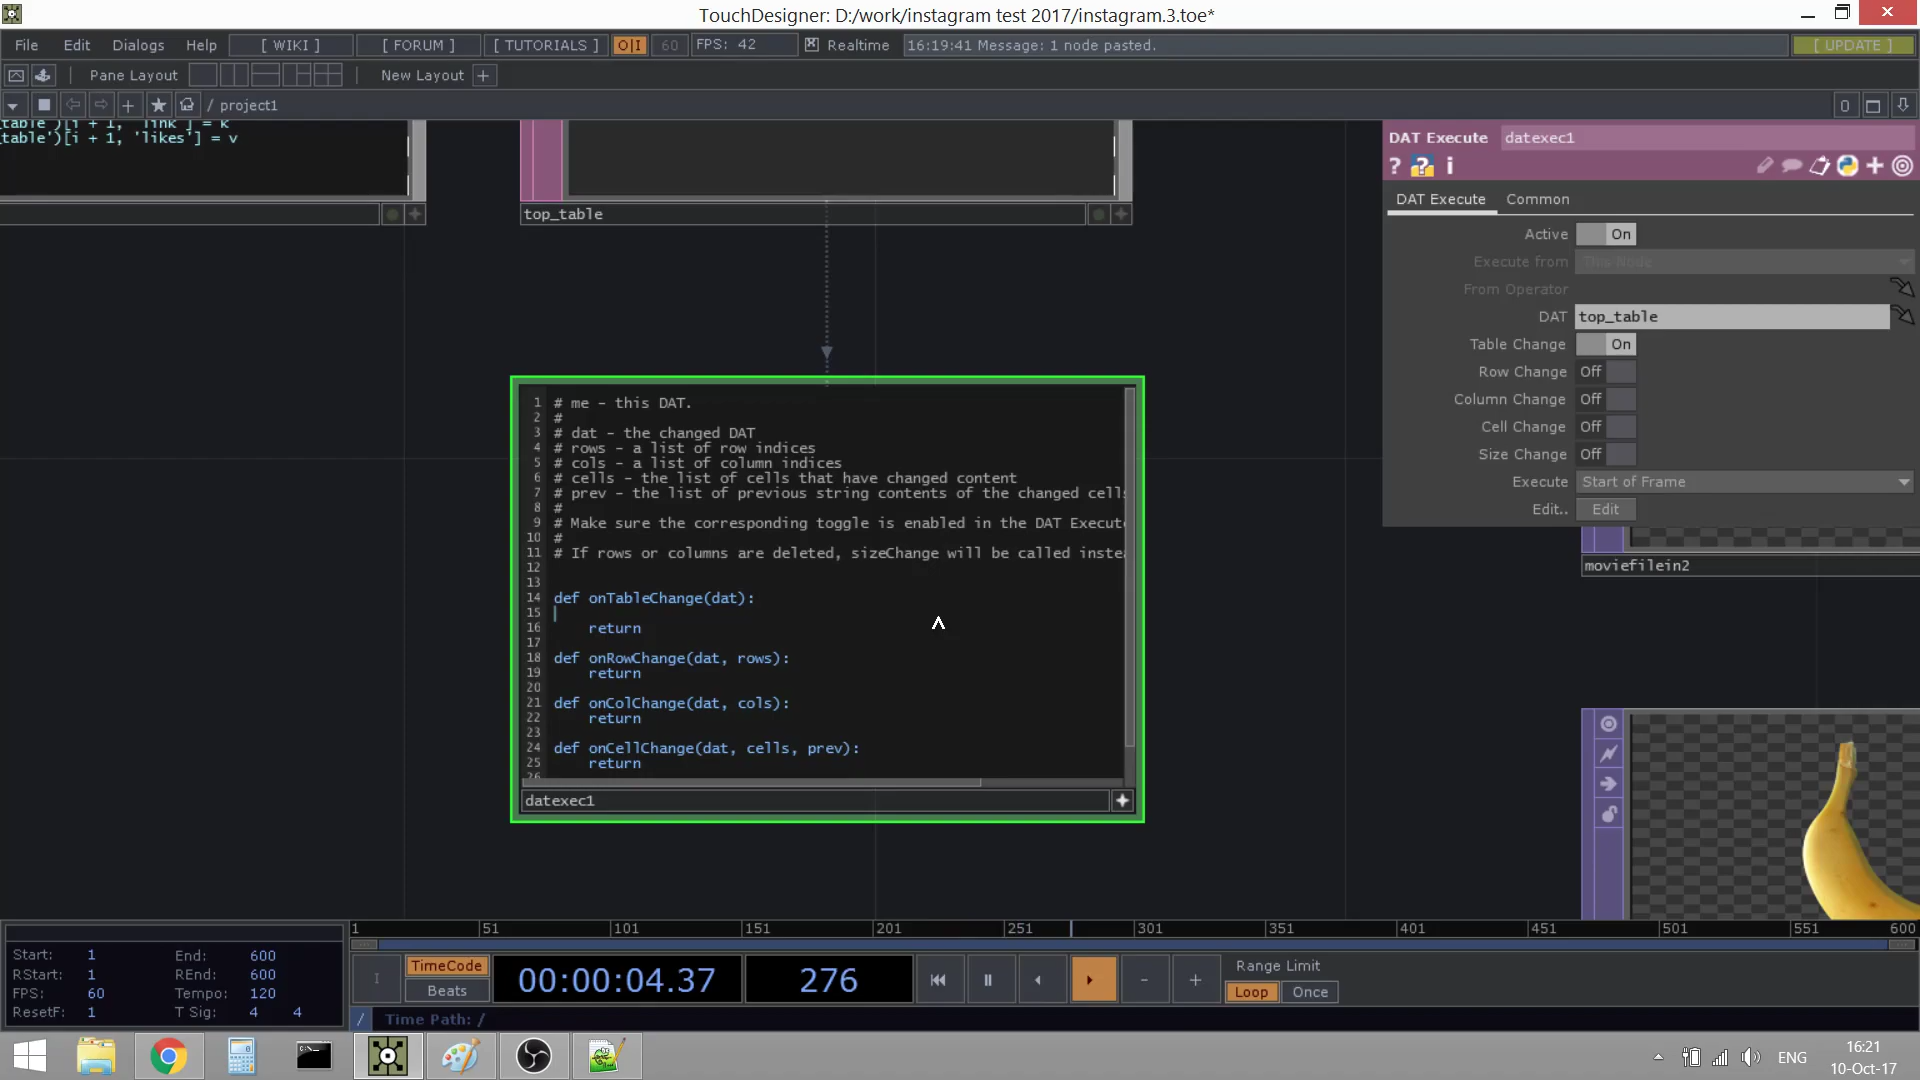 TouchDesigner: D:/work/instagram test 2017/instagram.3.toe*
File Edit Dialogs Help [ WIKI ] [ FORUM ] [ TUTORIALS ] O|I 60 FPS: 42 Realtime 16:19:41 Message: 1 node pasted. [ UPDATE ]
Pane Layout New Layout +
/ project1 0
table')[i + 1, 'link'] = k
table')[i + 1, 'likes'] = v
top_table
DAT Execute datexec1
DAT Execute Common
Active On
Execute from This Node
From Operator
DAT top_table
Table Change On
Row Change Off
Column Change Off
Cell Change Off
Size Change Off
Execute Start of Frame
Edit.. Edit
1 # me - this DAT.
2 #
3 # dat - the changed DAT
4 # rows - a list of row indices
5 # cols - a list of column indices
6 # cells - the list of cells that have changed content
7 # prev - the list of previous string contents of the changed cells
8 #
9 # Make sure the corresponding toggle is enabled in the DAT Execute
10 #
11 # If rows or columns are deleted, sizeChange will be called inste
12
13
14 def onTableChange(dat):
15
16 return
17
18 def onRowChange(dat, rows):
19 return
20
21 def onColChange(dat, cols):
22 return
23
24 def onCellChange(dat, cells, prev):
25 return
26
datexec1
moviefilein2
1 51 101 151 201 251 301 351 401 451 501 551 600
Start: 1 End: 600
RStart: 1 REnd: 600
FPS: 60 Tempo: 120
ResetF: 1 T Sig: 4 4
TimeCode
Beats
00:00:04.37 276
Range Limit
Loop Once
/ Time Path: /
ENG
16:21
10-Oct-17